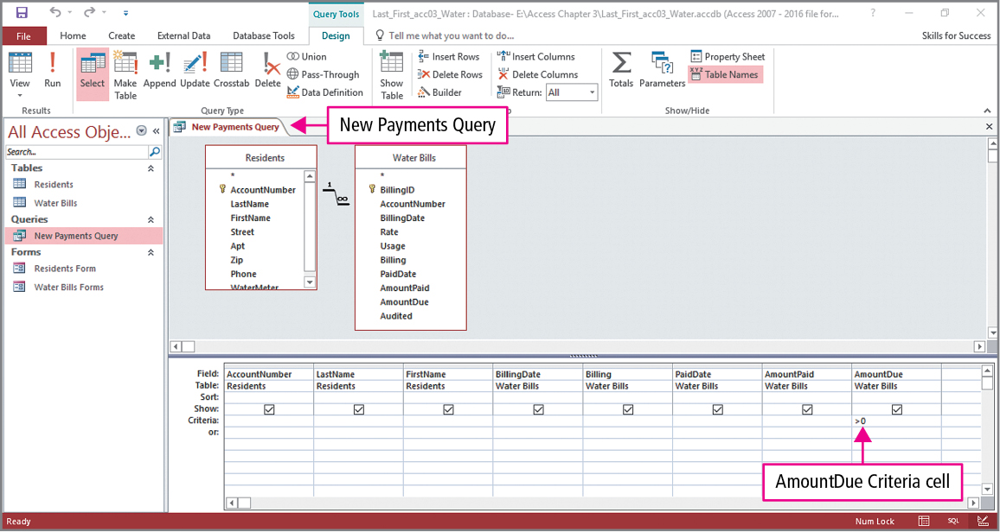 Query Tools
Last_First_acc03_Water : Database- E:\Access Chapter 3\Last_First_acc03_Water.accdb (Access 2007 - 2016 file for...
?
File
Home
Create
External Data
Database Tools
Design
Tell me what you want to do...
Skills for Success
View
Run
Select
Make Table
Append
Update
Crosstab
Delete
Union
Pass-Through
Data Definition
Show Table
Insert Rows
Delete Rows
Builder
Insert Columns
Delete Columns
Return: All
Totals
Parameters
Property Sheet
Table Names
Results
Query Type
Show/Hide
All Access Obje...
Search...
Tables
Residents
Water Bills
Queries
New Payments Query
Forms
Residents Form
Water Bills Forms
New Payments Query
New Payments Query
Residents
*
AccountNumber
LastName
FirstName
Street
Apt
Zip
Phone
WaterMeter
1
∞
Water Bills
*
BillingID
AccountNumber
BillingDate
Rate
Usage
Billing
PaidDate
AmountPaid
AmountDue
Audited
Field: AccountNumber LastName FirstName BillingDate Billing PaidDate AmountPaid AmountDue
Table: Residents Residents Residents Water Bills Water Bills Water Bills Water Bills Water Bills
Sort:
Show:
Criteria: >0
or:
AmountDue Criteria cell
Ready
Num Lock
SQL